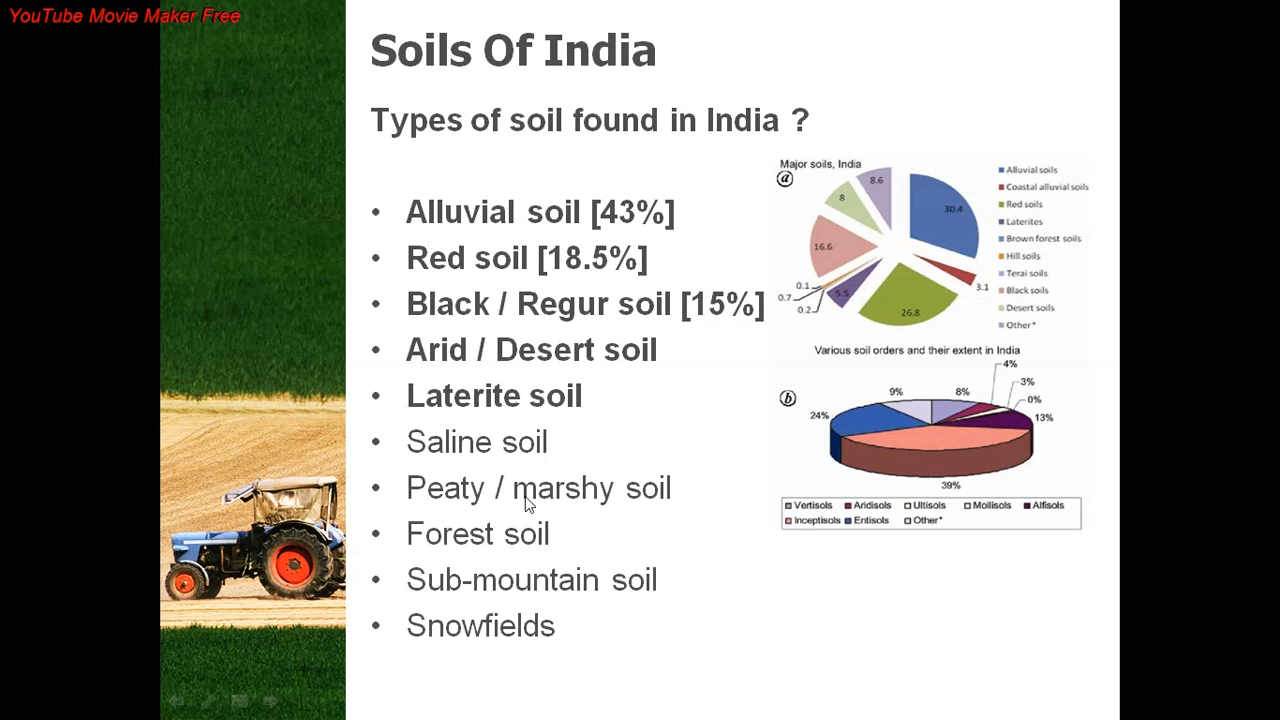 YouTube Movie Maker Free
Soils Of India
Types of soil found in India ?
• Alluvial soil [43%]
• Red soil [18.5%]
• Black / Regur soil [15%]
• Arid / Desert soil
• Laterite soil
• Saline soil
• Peaty / marshy soil
• Forest soil
• Sub-mountain soil
• Snowfields
Major soils, India
a
8.6
8
30.4
16.6
0.1
0.7
0.2
5.5
26.8
3.1
Alluvial soils
Coastal alluvial soils
Red soils
Laterites
Brown forest soils
Hill soils
Terai soils
Black soils
Desert soils
Other*
Various soil orders and their extent in India
b
4%
3%
0%
9%
8%
13%
24%
39%
Vertisols Aridisols Ultisols Mollisols Alfisols
Inceptisols Entisols Other*